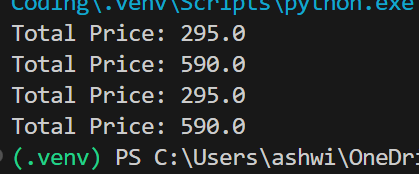 Coding\.venv\Scripts\python.exe
Total Price: 295.0
Total Price: 590.0
Total Price: 295.0
Total Price: 590.0
(.venv) PS C:\Users\ashwi\OneDri